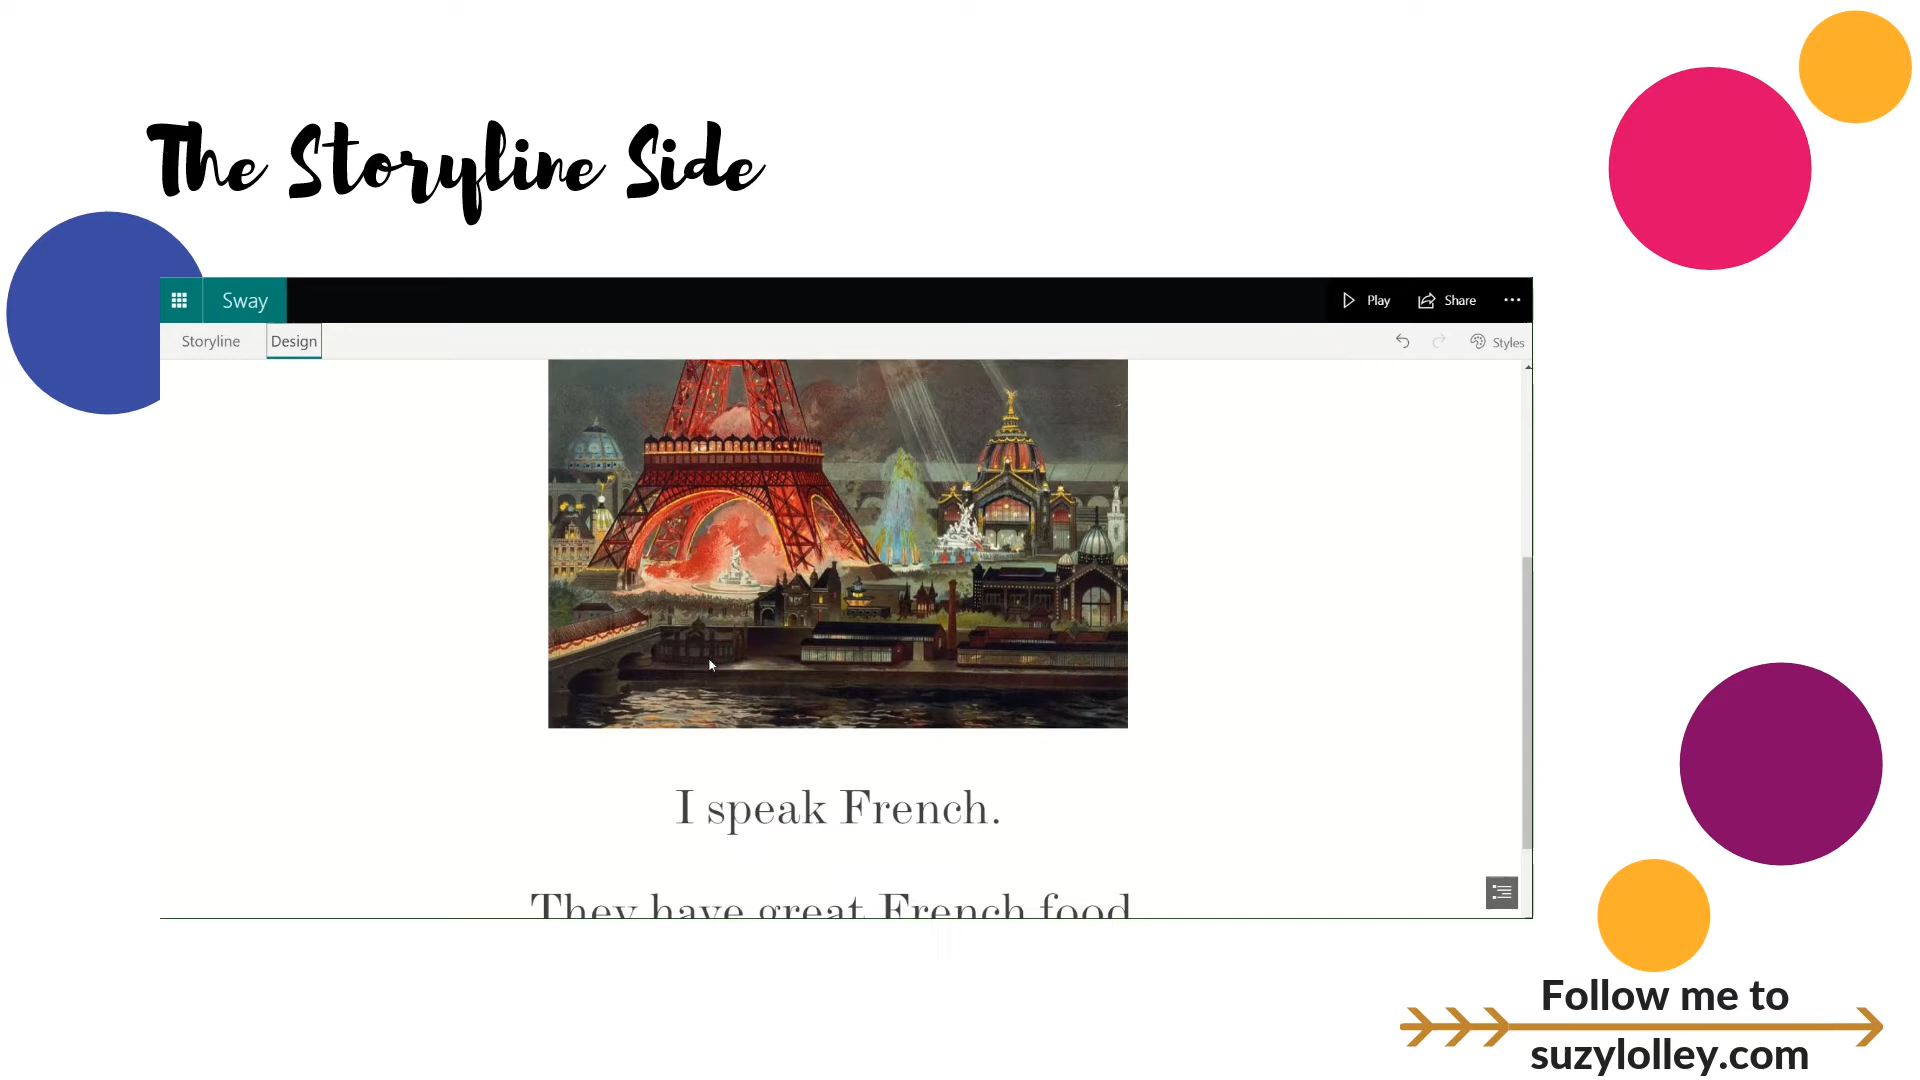 The Storyline Side
Sway
Play
Share
Storyline
Design
Styles
I speak French.
They have great French food
Follow me to
suzylolley.com